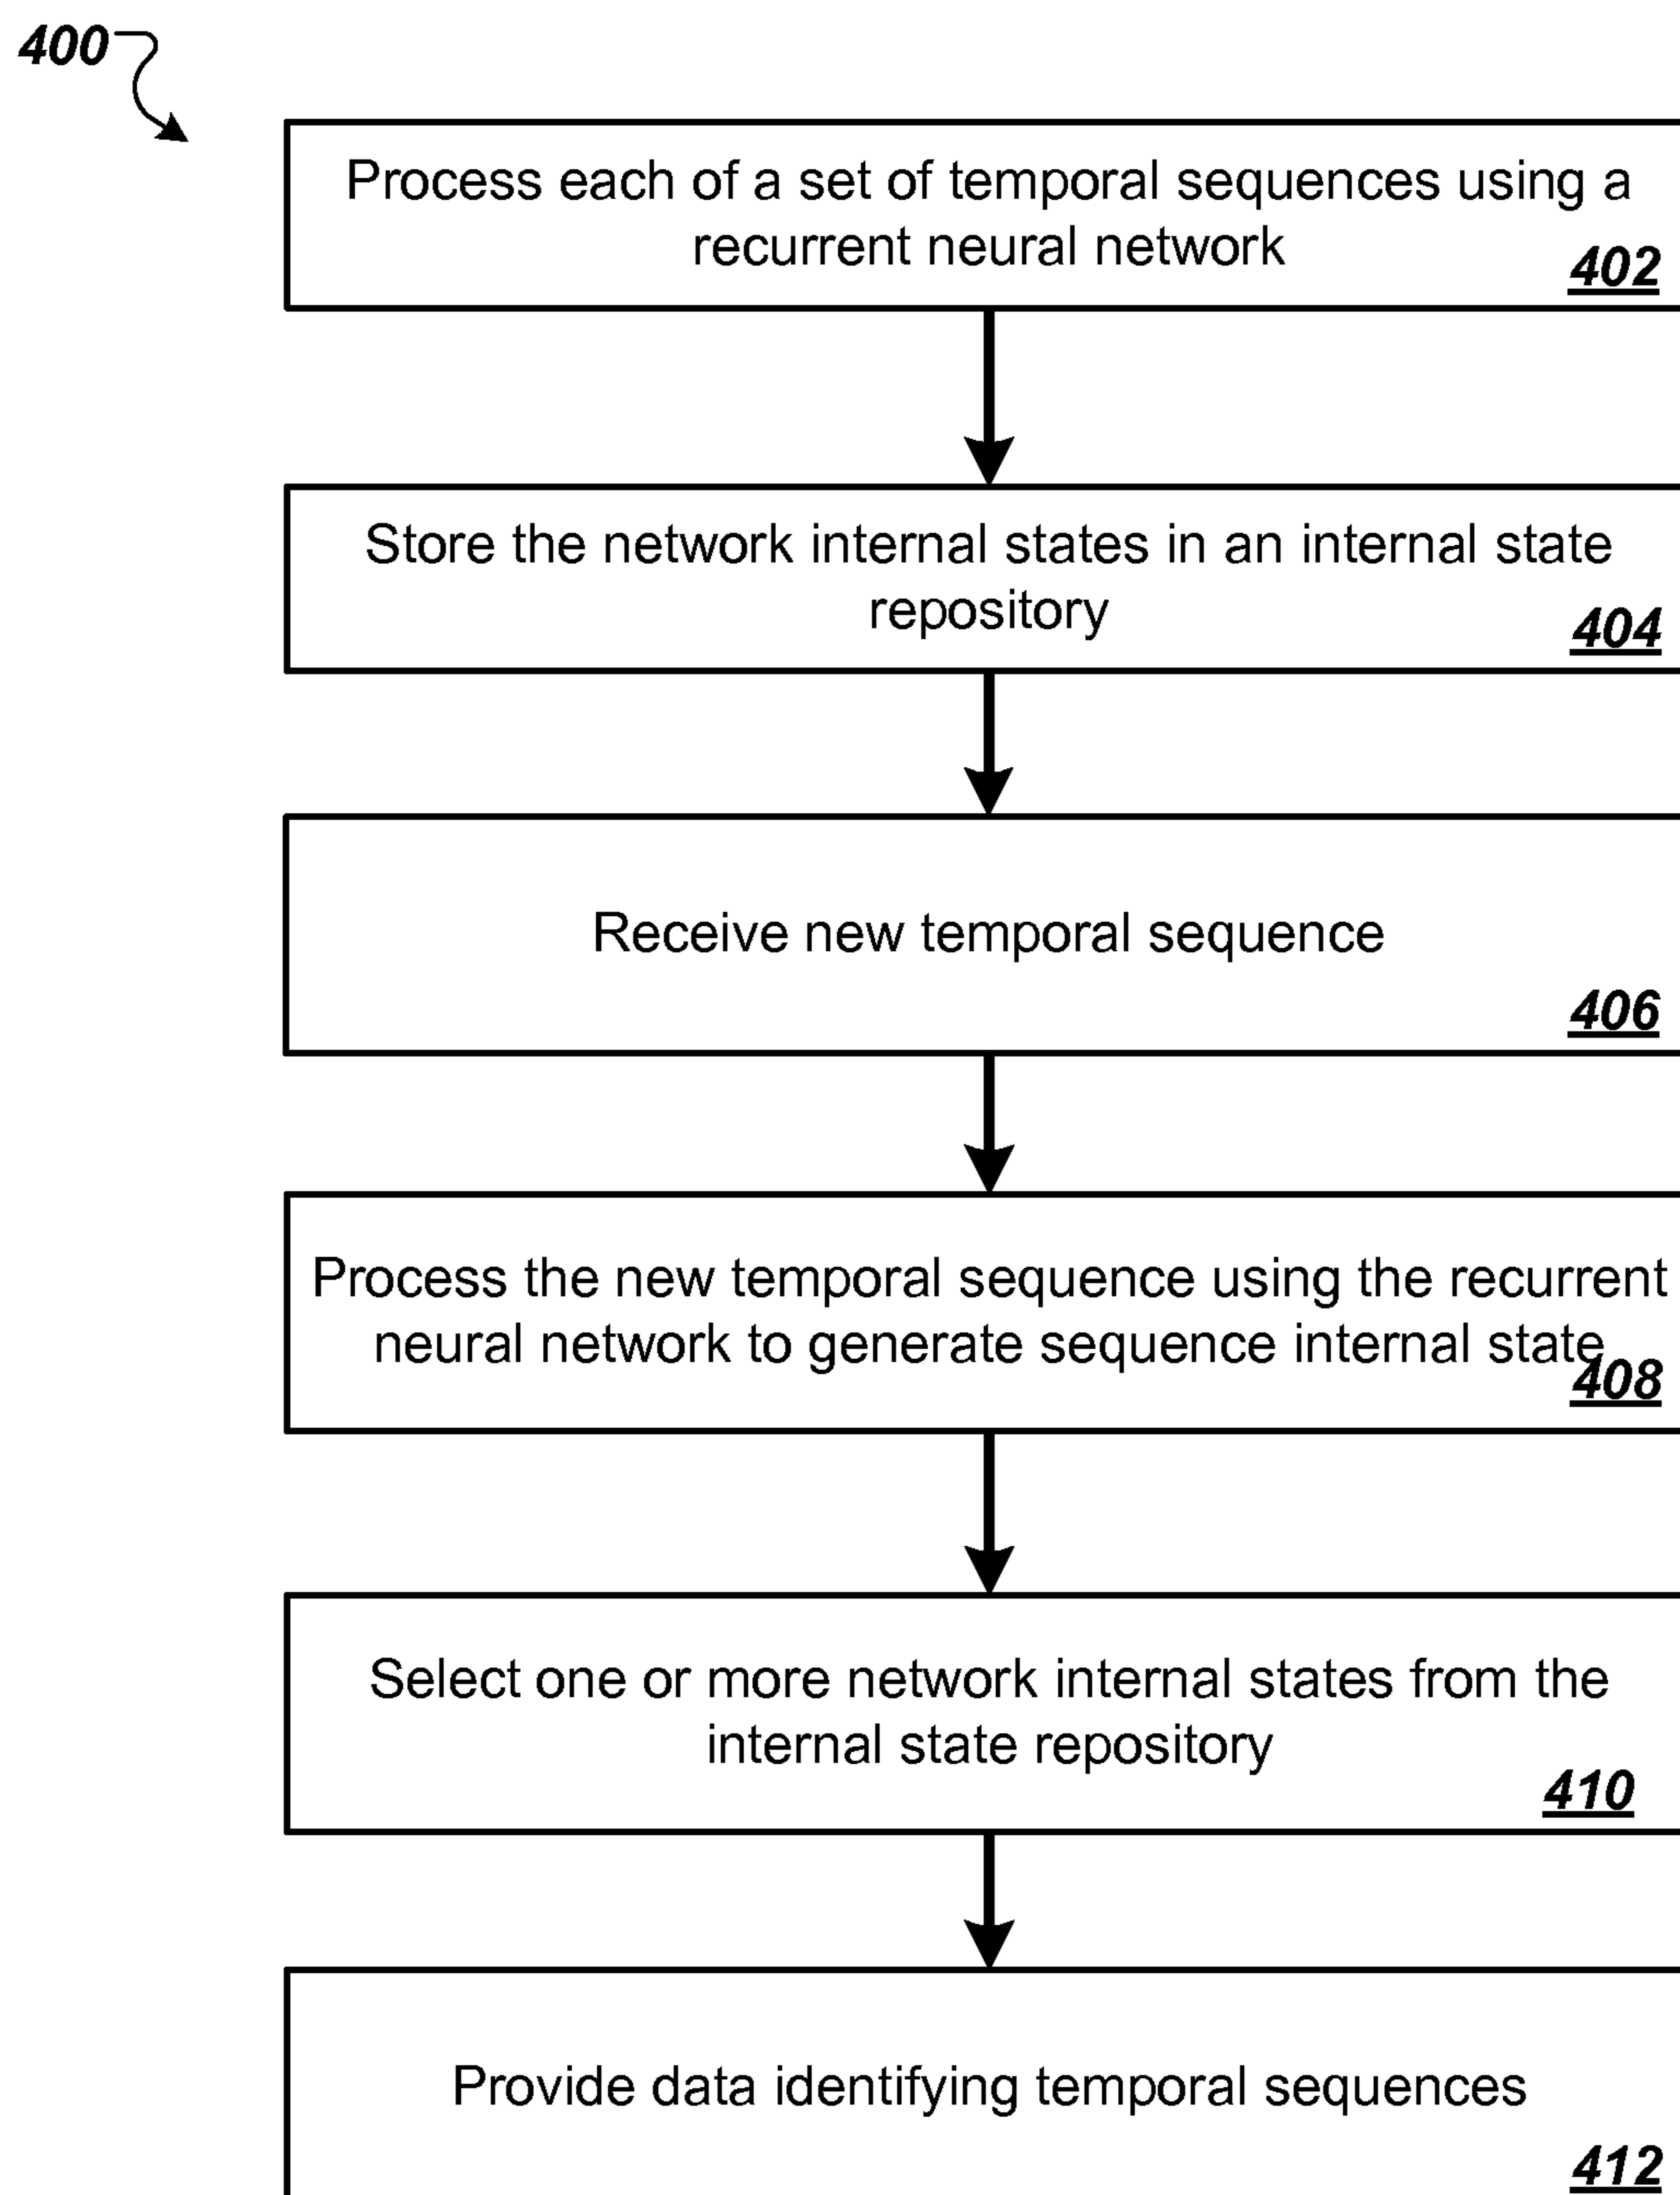 400
Process each of a set of temporal sequences using a
recurrent neural network
402
Store the network internal states in an internal state
repository
404
Receive new temporal sequence
406
Process the new temporal sequence using the recurrent
neural network to generate sequence internal state
408
Select one or more network internal states from the
internal state repository
410
Provide data identifying temporal sequences
412